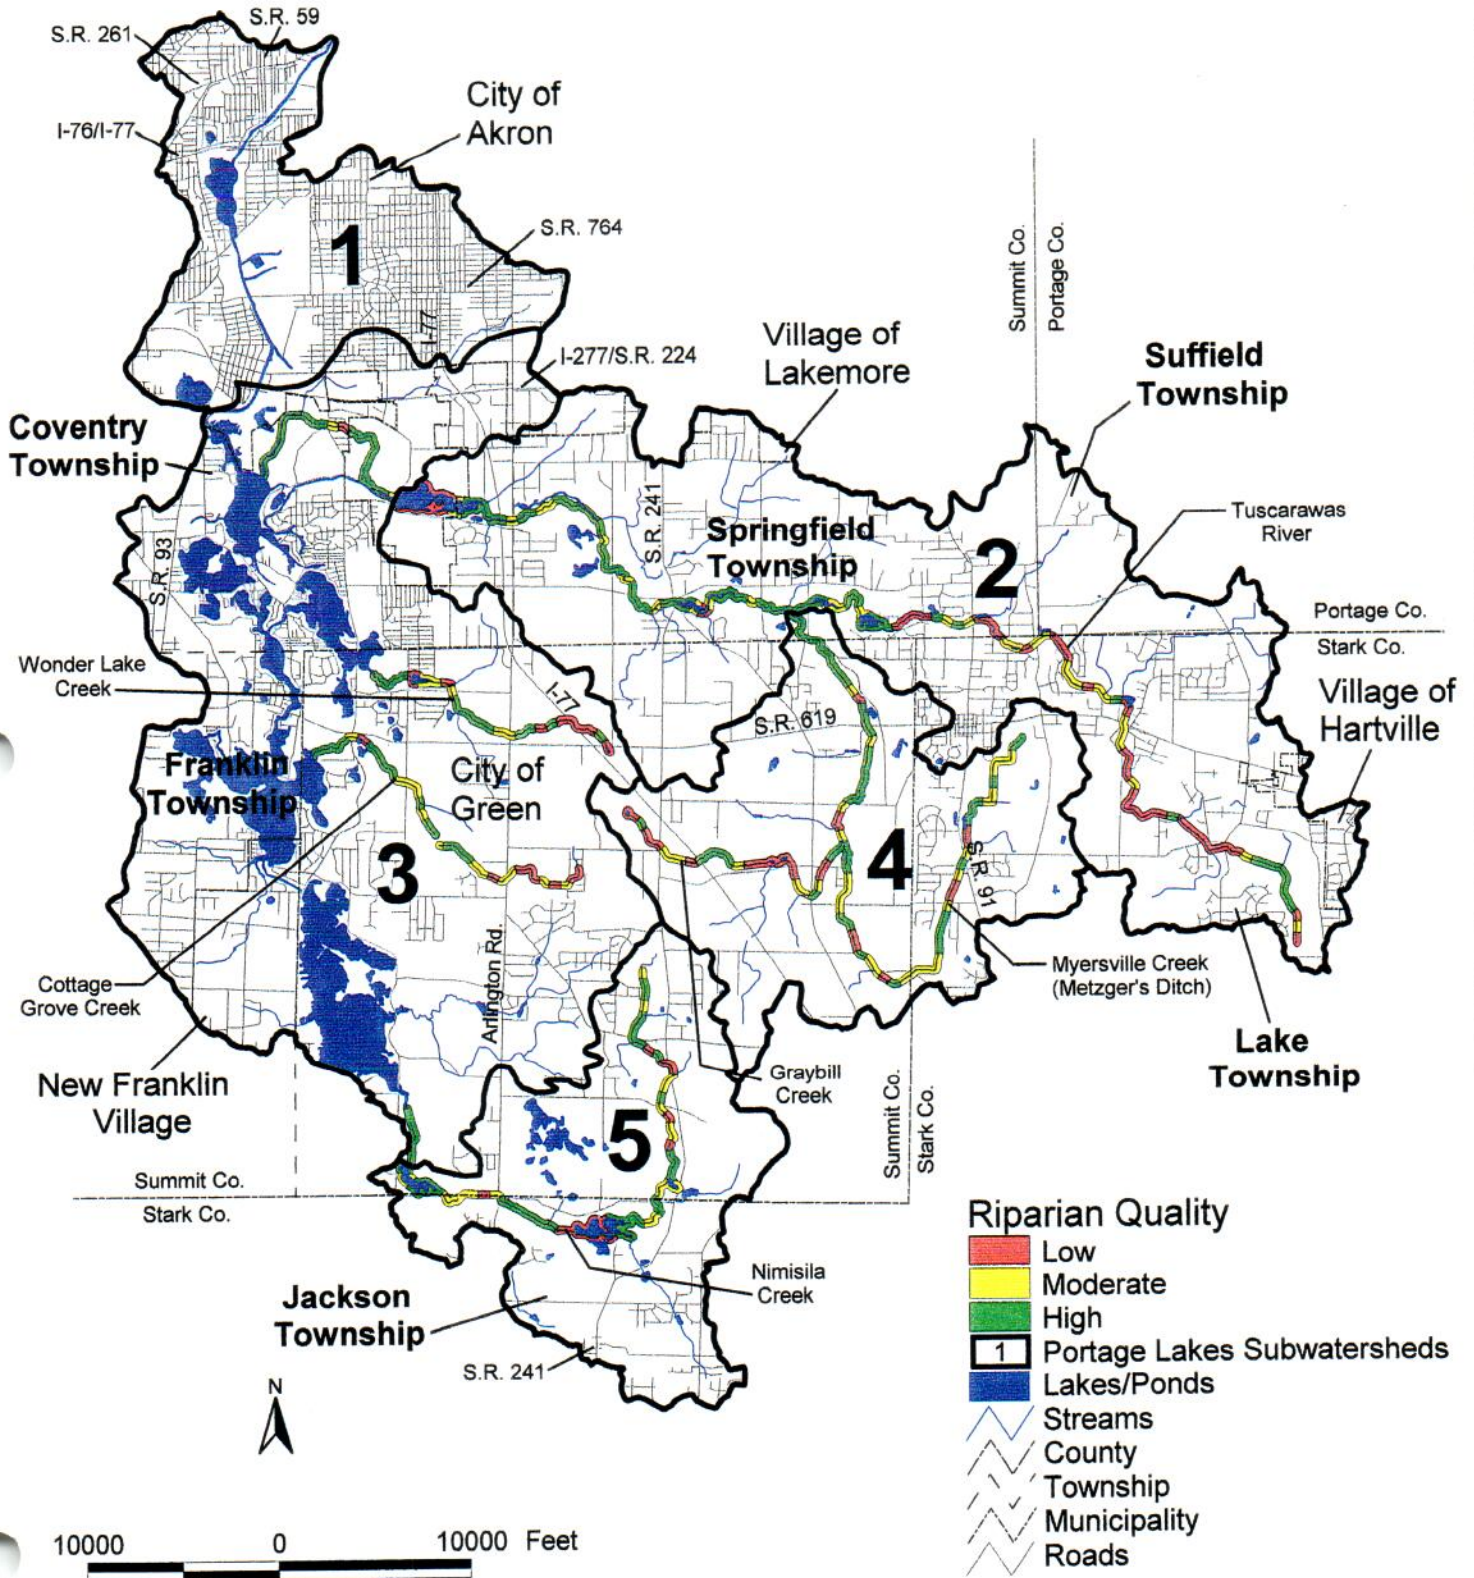 S.R. 59
S.R. 261
City of
Akron
I-76/I-77
1
S.R. 764
I-77
Summit Co.
Portage Co.
I-277/S.R. 224
Village of
Lakemore
Suffield
Township
Coventry
Township
S.R. 93
S.R. 241
Springfield
Township
2
Tuscarawas
River
Portage Co.
Stark Co.
Wonder Lake
Creek
I-77
S.R. 619
Village of
Hartville
Franklin
Township
City of
Green
3
4
S.R. 91
Cottage
Grove Creek
Arlington Rd.
Myersville Creek
(Metzger's Ditch)
Lake
Township
New Franklin
Village
Graybill
Creek
5
Summit Co.
Stark Co.
Summit Co.
Stark Co.
Nimisila
Creek
Jackson
Township
S.R. 241
N
Riparian Quality
Low
Moderate
High
1 Portage Lakes Subwatersheds
Lakes/Ponds
Streams
County
Township
Municipality
Roads
10000 0 10000 Feet